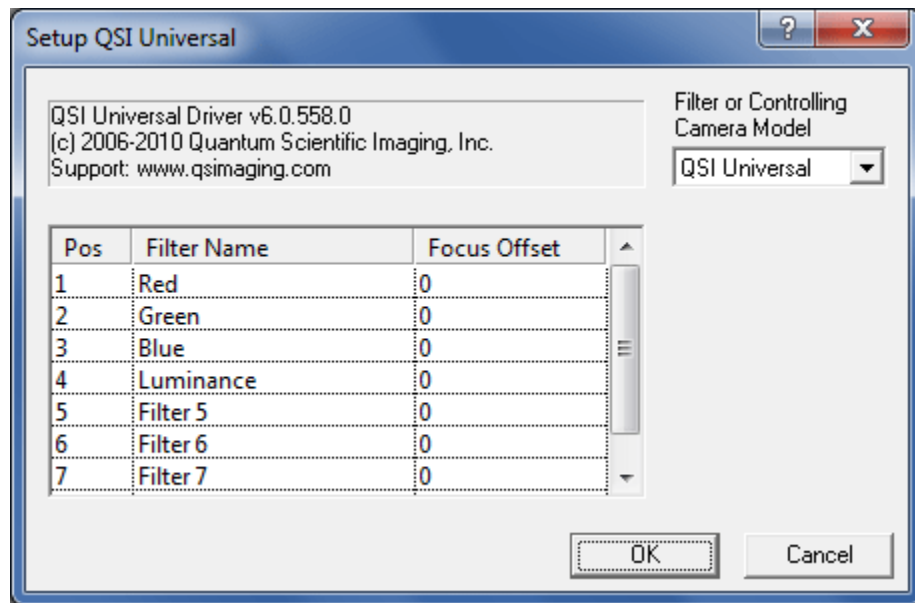 Setup QSI Universal
QSI Universal Driver v6.0.558.0
(c) 2006-2010 Quantum Scientific Imaging, Inc.
Support: www.qsimaging.com
Filter or Controlling
Camera Model
QSI Universal
Pos Filter Name Focus Offset
1 Red 0
2 Green 0
3 Blue 0
4 Luminance 0
5 Filter 5 0
6 Filter 6 0
7 Filter 7 0
OK Cancel